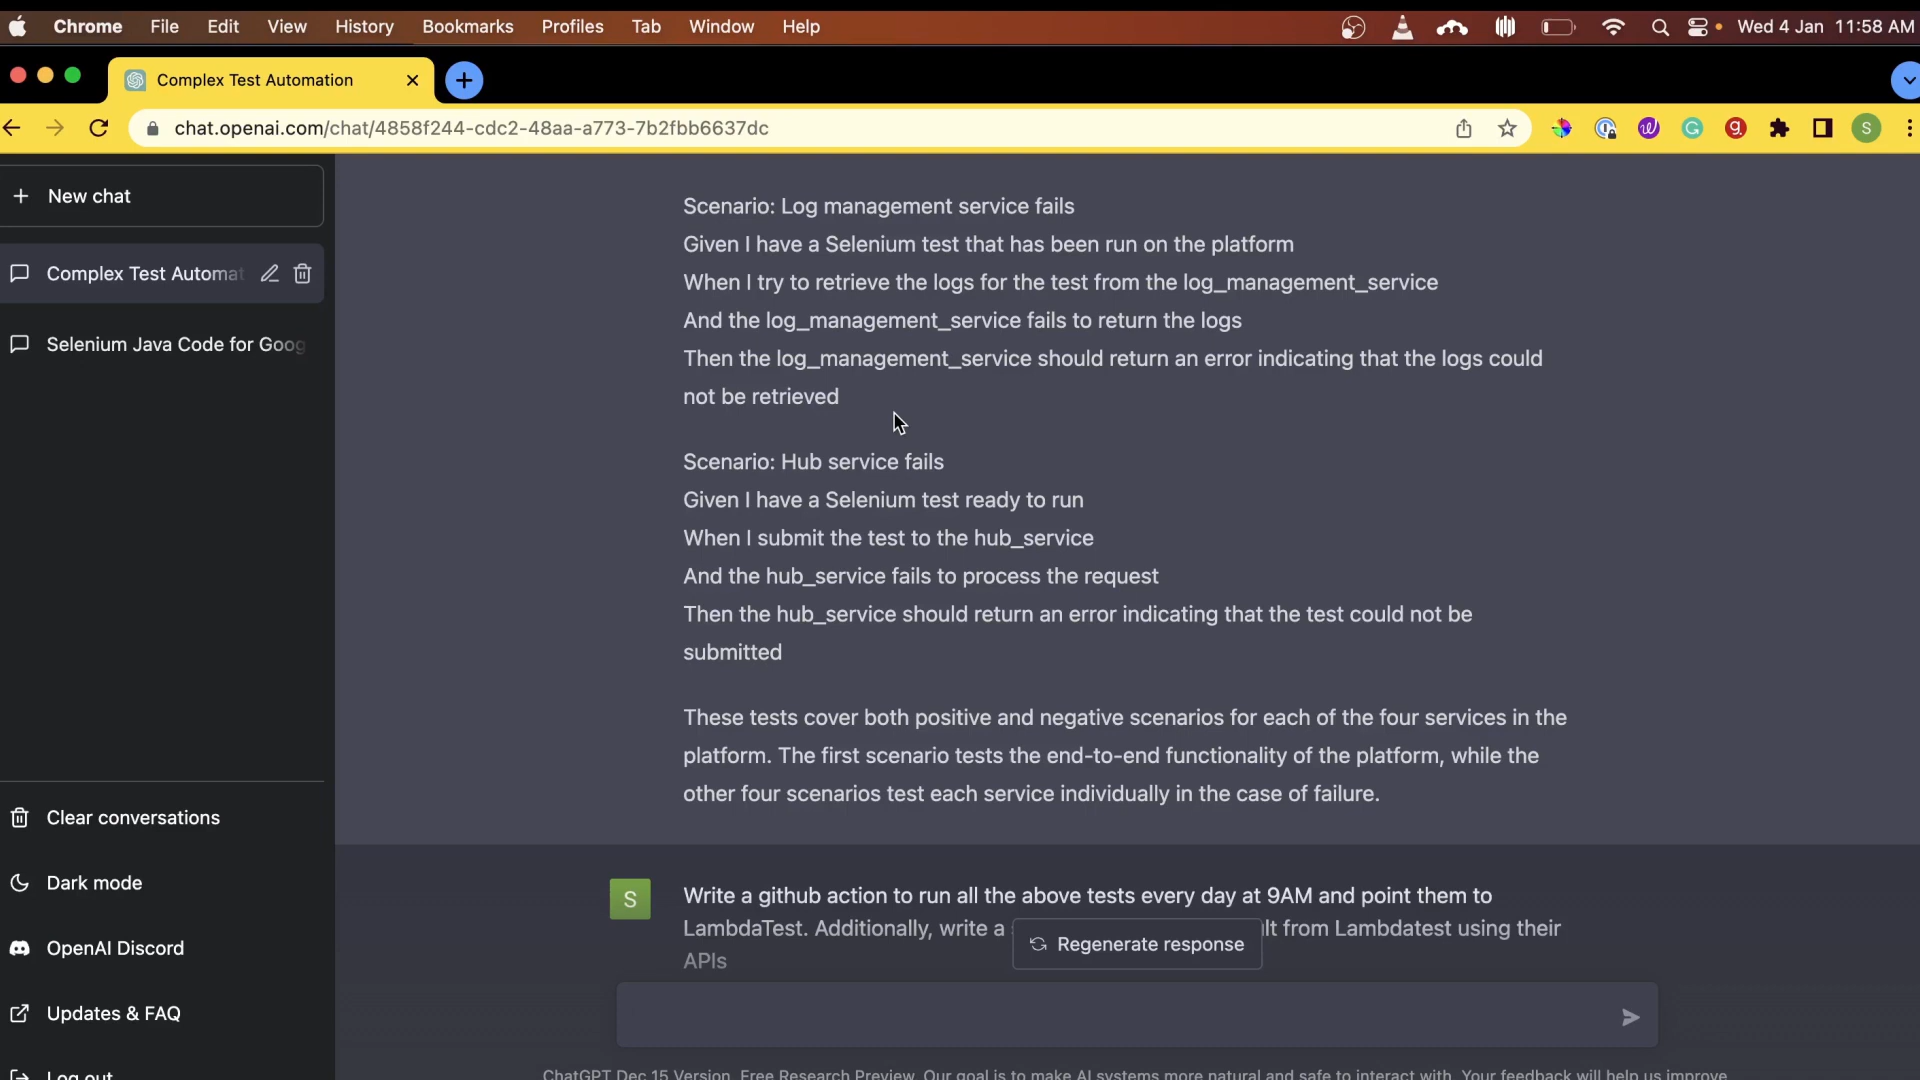 Chrome File Edit View History Bookmarks Profiles Tab Window Help Wed 4 Jan 11:58 AM
Complex Test Automation
chat.openai.com/chat/4858f244-cdc2-48aa-a773-7b2fbb6637dc
S
New chat
Complex Test Automat
Selenium Java Code for Goog
Scenario: Log management service fails
Given I have a Selenium test that has been run on the platform
When I try to retrieve the logs for the test from the log_management_service
And the log_management_service fails to return the logs
Then the log_management_service should return an error indicating that the logs could
not be retrieved
Scenario: Hub service fails
Given I have a Selenium test ready to run
When I submit the test to the hub_service
And the hub_service fails to process the request
Then the hub_service should return an error indicating that the test could not be
submitted
These tests cover both positive and negative scenarios for each of the four services in the
platform. The first scenario tests the end-to-end functionality of the platform, while the
other four scenarios test each service individually in the case of failure.
Clear conversations
Dark mode
OpenAI Discord
Updates & FAQ
Log out
S
Write a github action to run all the above tests every day at 9AM and point them to
LambdaTest. Additionally, write a lt from Lambdatest using their
APIs
Regenerate response
ChatGPT Dec 15 Version. Free Research Preview. Our goal is to make AI systems more natural and safe to interact with. Your feedback will help us improve